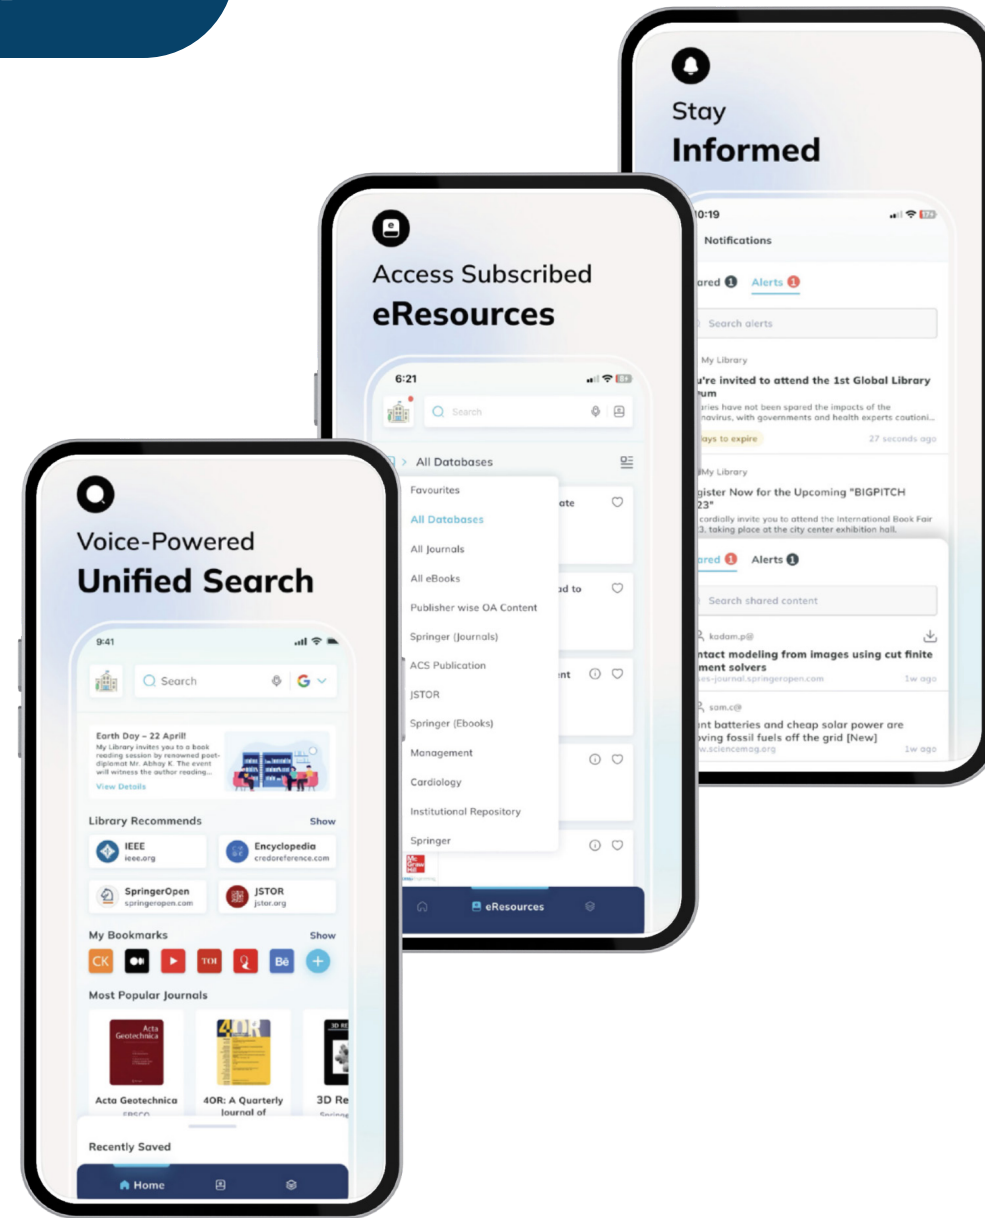 Stay
Informed
10:19
Notifications
ared 1 Alerts 1
Search alerts
My Library
u're invited to attend the 1st Global Library
um
aries have not been spared the impacts of the
navirus, with governments and health experts cautioni...
ays to expire 27 seconds ago
My Library
gister Now for the Upcoming "BIGPITCH
23"
cordially invite you to attend the International Book Fair
3, taking place at the city center exhibition hall.
ared 1 Alerts 1
Search shared content
kadam.p@
ntact modeling from images using cut finite
ment solvers
es-journal.springeropen.com 1w ago
sam.c@
nt batteries and cheap solar power are
ving fossil fuels off the grid [New]
w.sciencemag.org 1w ago
Access Subscribed
eResources
6:21
Search
> All Databases
Favourites
All Databases
All Journals
All eBooks
Publisher wise OA Content
Springer (Journals)
ACS Publication
JSTOR
Springer (Ebooks)
Management
Cardiology
Institutional Repository
Springer
ate
ad to
ent
Mc
Graw
Hill
eResources
Voice-Powered
Unified Search
9:41
Search
Earth Day – 22 April!
My Library invites you to a book
reading session by renowned post-
diplomat Mr. Abhay K. The event
will witness the author reading...
View Details
Library Recommends Show
IEEE
ieee.org
Encyclopedia
credoreference.com
SpringerOpen
springeropen.com
JSTOR
jstor.org
My Bookmarks Show
CK TOI Q Bē +
Most Popular Journals
Acta
Geotechnica
4OR
3D RE
Acta Geotechnica
EBSCO
4OR: A Quarterly
Journal of
3D Re
Springe
Recently Saved
Home